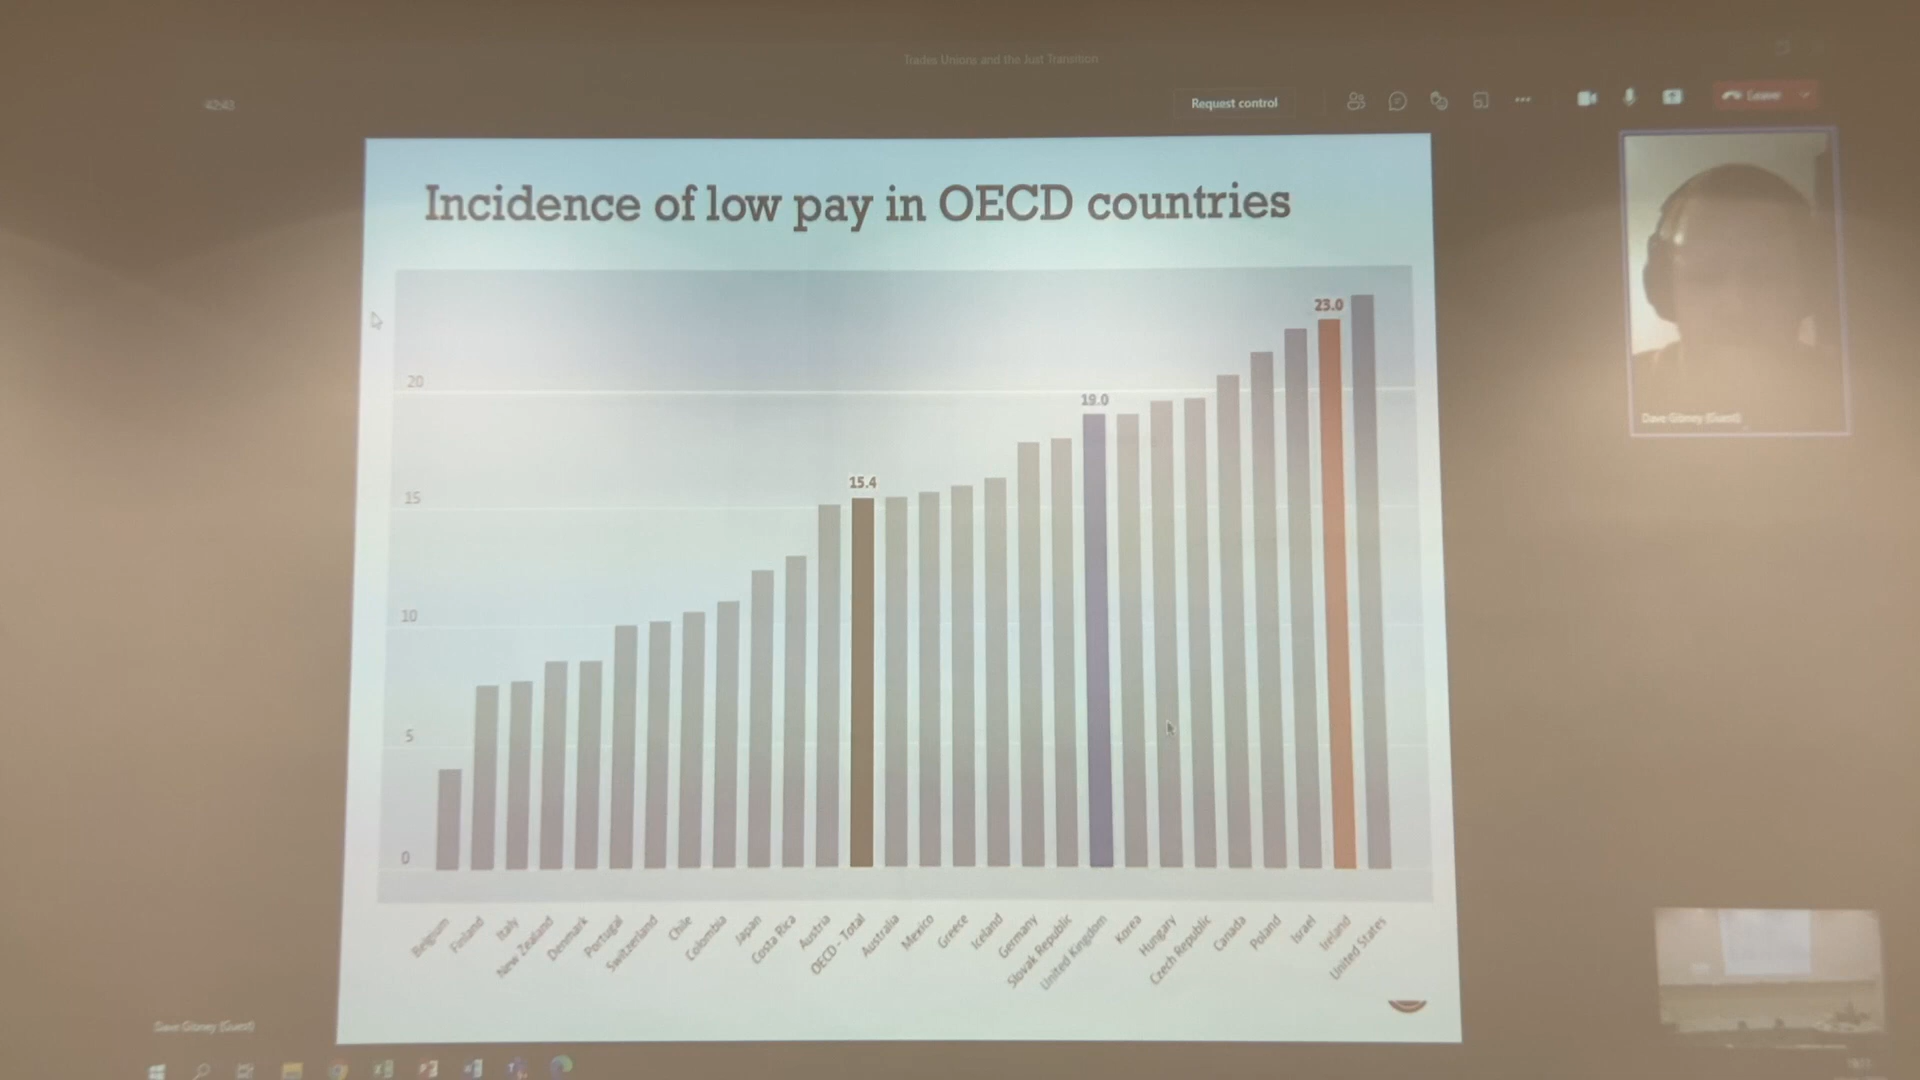 Trades Unions and the Just Transition
42:43
Request control
Leave
Incidence of low pay in OECD countries
23.0
20
19.0
15.4
15
10
5
0
Belgium
Finland
Italy
New Zealand
Denmark
Portugal
Switzerland
Chile
Colombia
Japan
Costa Rica
Austria
OECD - Total
Australia
Mexico
Greece
Iceland
Germany
Slovak Republic
United Kingdom
Korea
Hungary
Czech Republic
Canada
Poland
Israel
Ireland
United States
Dave Gibney (Guest)
Dave Gibney (Guest)